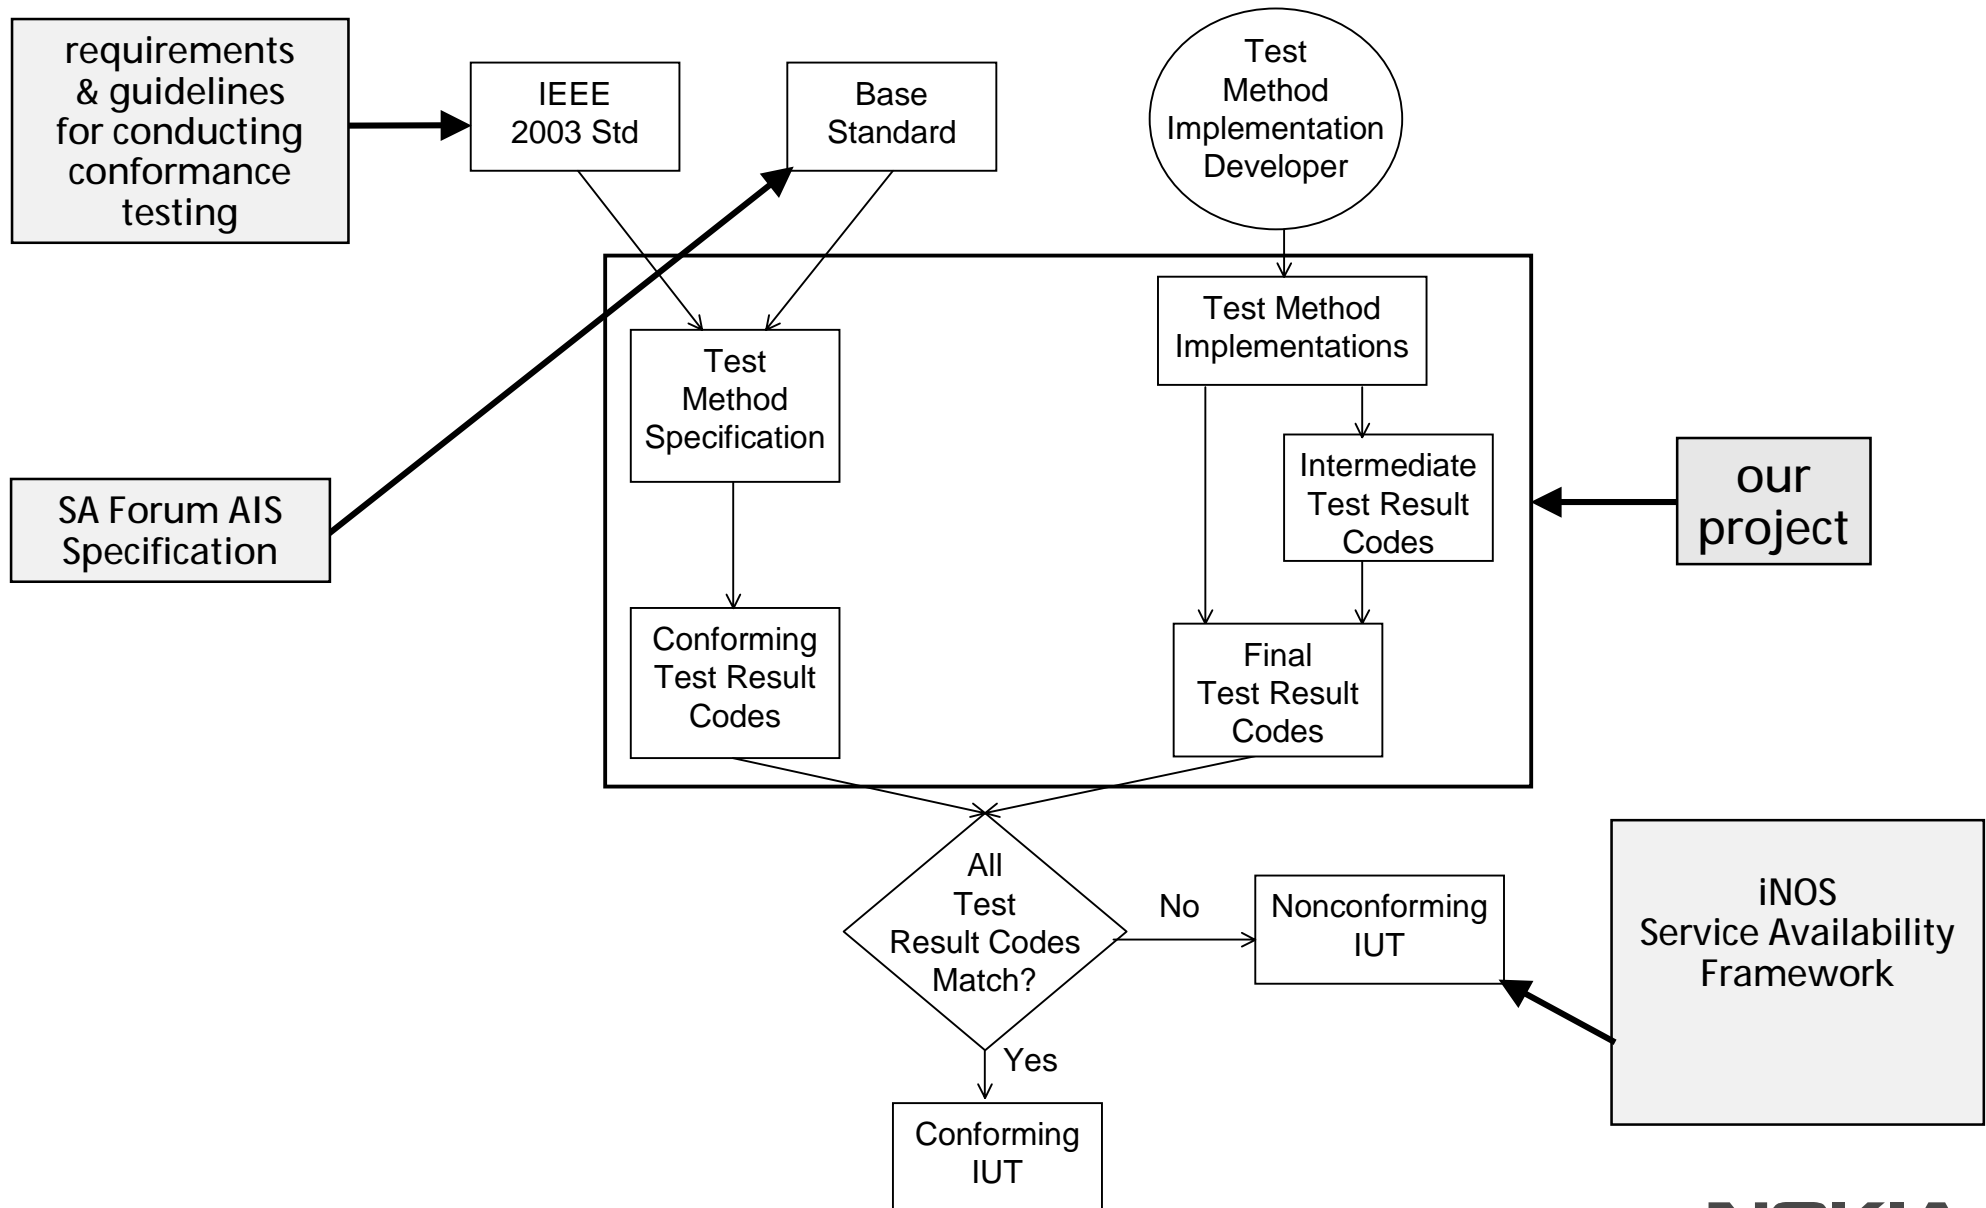 requirements
& guidelines
for conducting
conformance
testing
IEEE
2003 Std
Base
Standard
Test
Method
Implementation
Developer
Test Method
Implementations
Test
Method
Specification
Intermediate
Test Result
Codes
our
project
SA Forum AIS
Specification
Conforming
Test Result
Codes
Final
Test Result
Codes
All
Test
Result Codes
Match?
No
Nonconforming
IUT
iNOS
Service Availability
Framework
Yes
Conforming
IUT
NOKIA